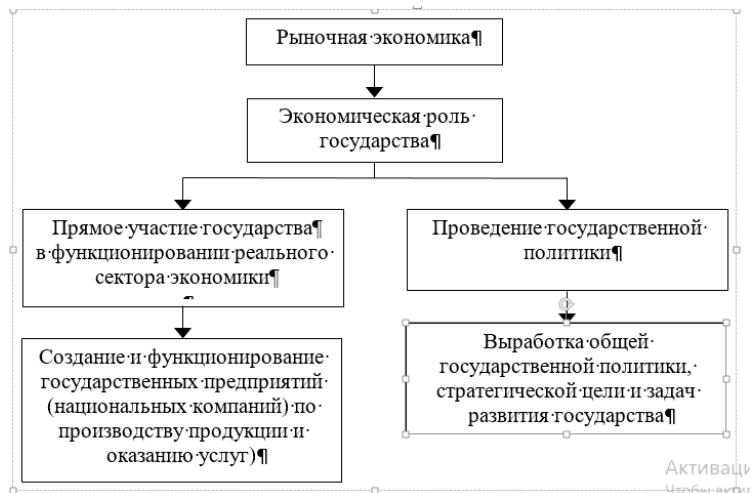 Рыночная·экономика¶
Экономическая·роль·
государства¶
Прямое·участие·государства¶
в·функционировании·реального·
сектора·экономики¶
¶
Проведение·государственной·
политики¶
Создание·и·функционирование·
государственных·предприятий·
(национальных·компаний)·по·
производству·продукции·и·
оказанию·услуг)¶
Выработка·общей·
государственной·политики,·
стратегической·цели·и·задач·
развития·государства¶
Активаци